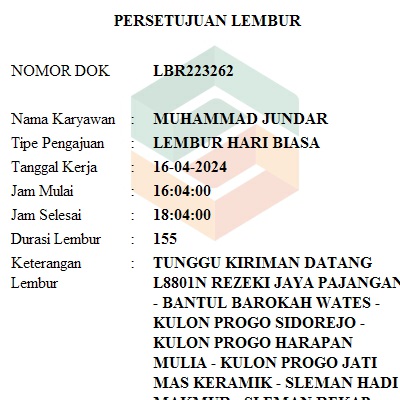 PERSETUJUAN LEMBUR
NOMOR DOK LBR223262
Nama Karyawan : MUHAMMAD JUNDAR
Tipe Pengajuan : LEMBUR HARI BIASA
Tanggal Kerja : 16-04-2024
Jam Mulai : 16:04:00
Jam Selesai : 18:04:00
Durasi Lembur : 155
Keterangan : TUNGGU KIRIMAN DATANG
Lembur L8801N REZEKI JAYA PAJANGAN
- BANTUL BAROKAH WATES -
KULON PROGO SIDOREJO -
KULON PROGO HARAPAN
MULIA - KULON PROGO JATI
MAS KERAMIK - SLEMAN HADI
MAKMUR - SLEMAN BEKAP